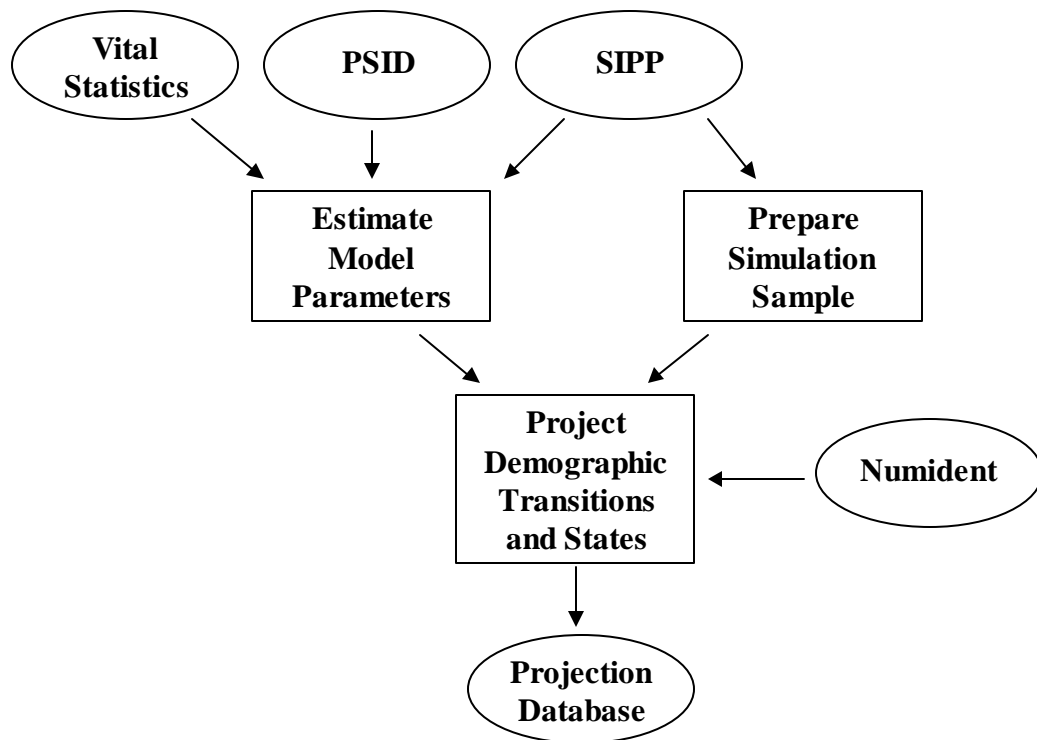 Vital
Statistics
PSID
SIPP
Estimate
Model
Parameters
Prepare
Simulation
Sample
Project
Demographic
Transitions
and States
Numident
Projection
Database